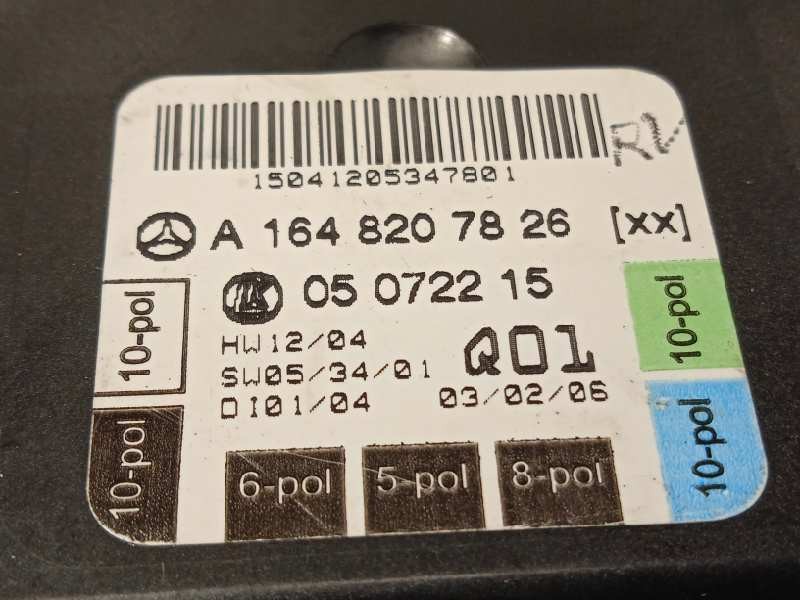 RV
15041205347801
A 164 820 78 26 [xx]
05 0722 15
HW12/04
SW05/34/01
DI01/04
Q01
03/02/06
10-pol
10-pol
10-pol
10-pol
6-pol
5-pol
8-pol